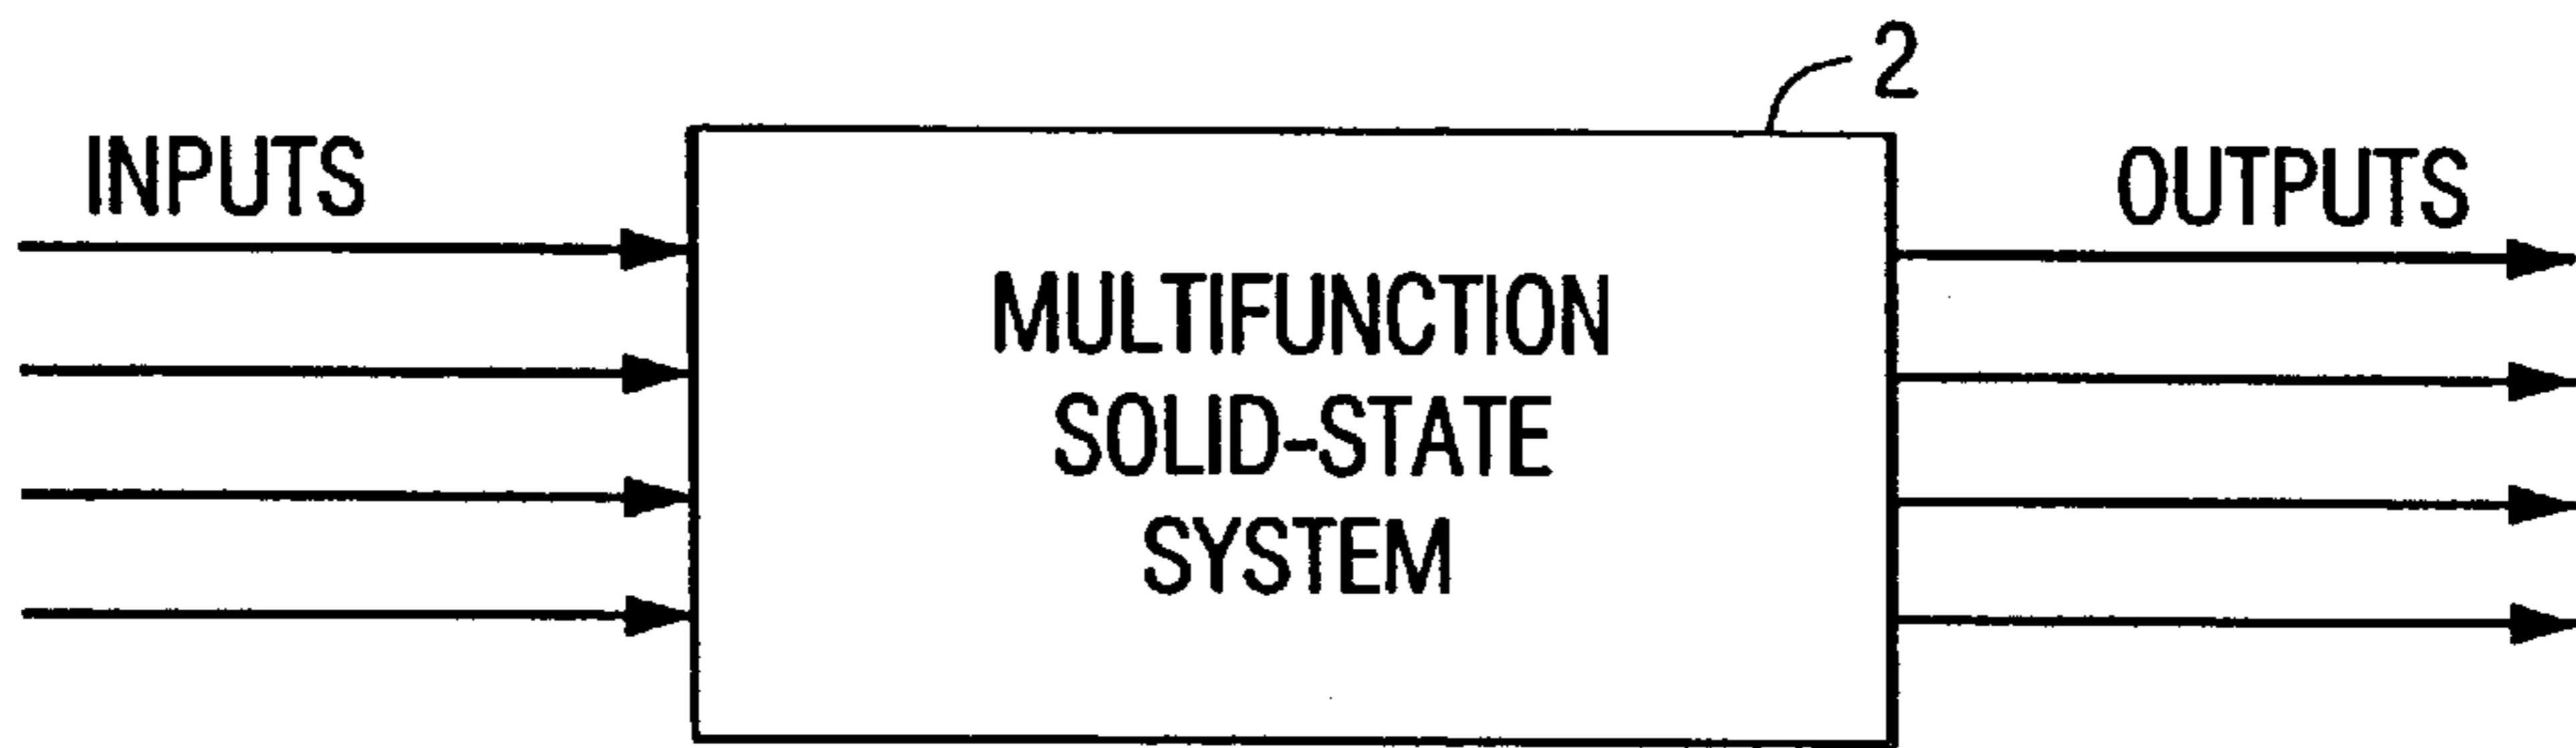 2
INPUTS
OUTPUTS
MULTIFUNCTION
SOLID-STATE
SYSTEM